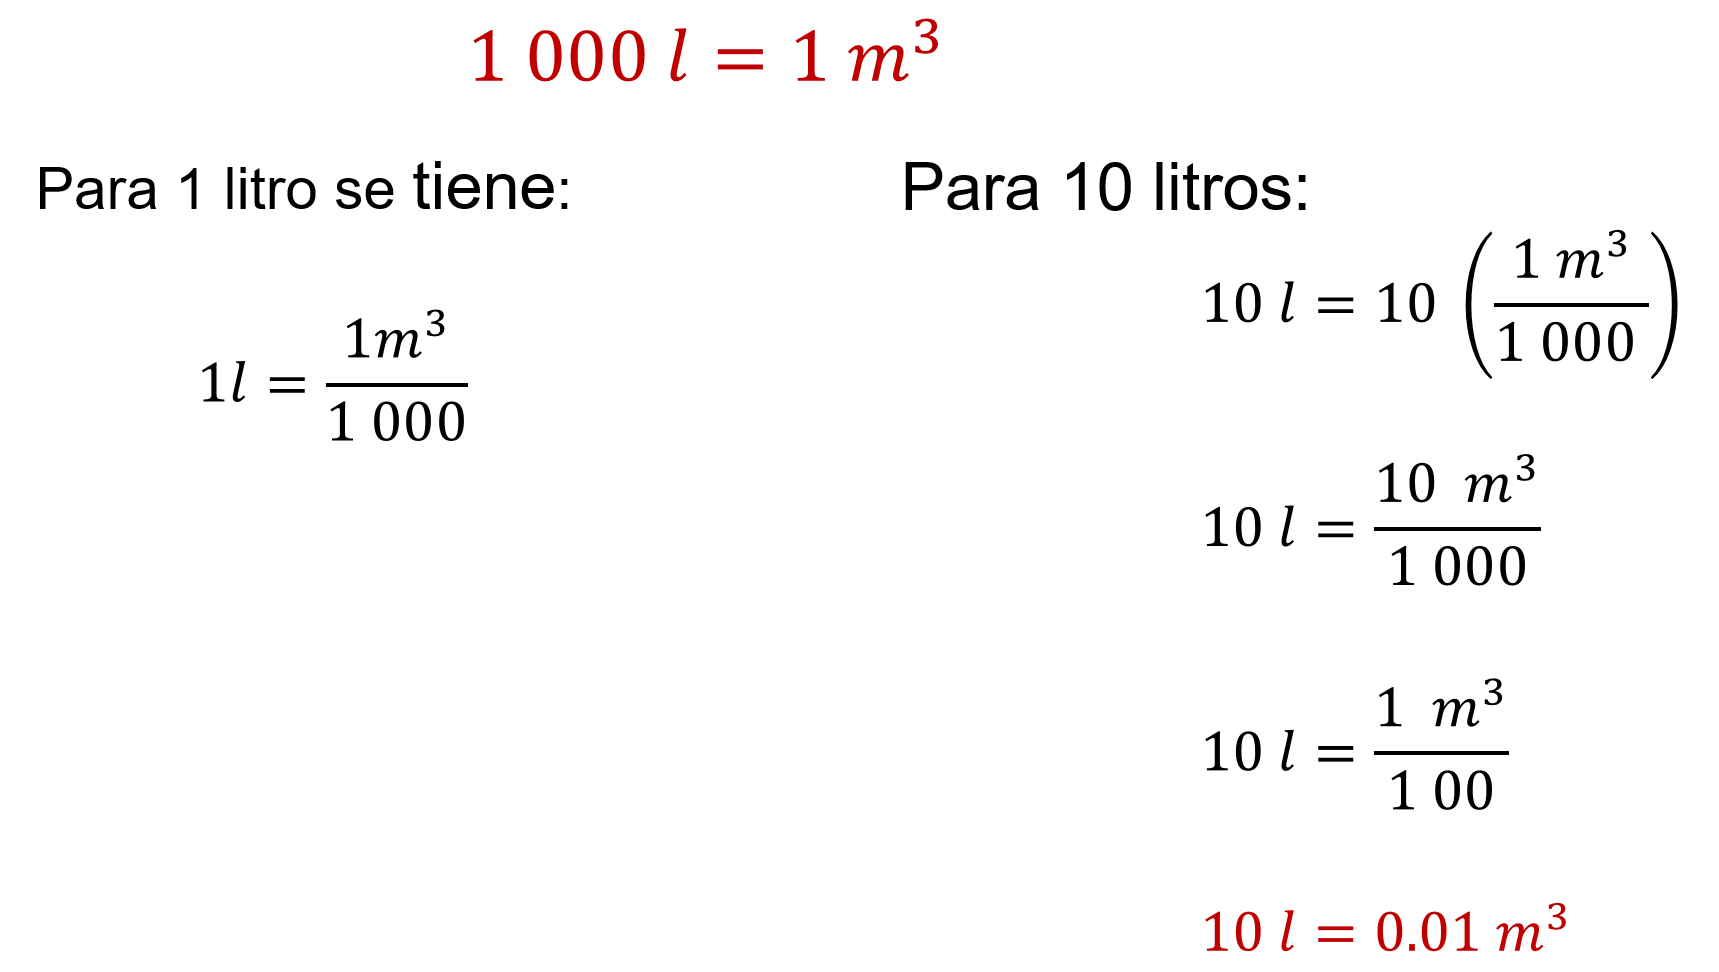 1 000 l = 1 m³
Para 1 litro se tiene:
1l = 1m³ / 1 000
Para 10 litros:
10 l = 10 (1 m³ / 1 000)
10 l = 10 m³ / 1 000
10 l = 1 m³ / 1 00
10 l = 0.01 m³